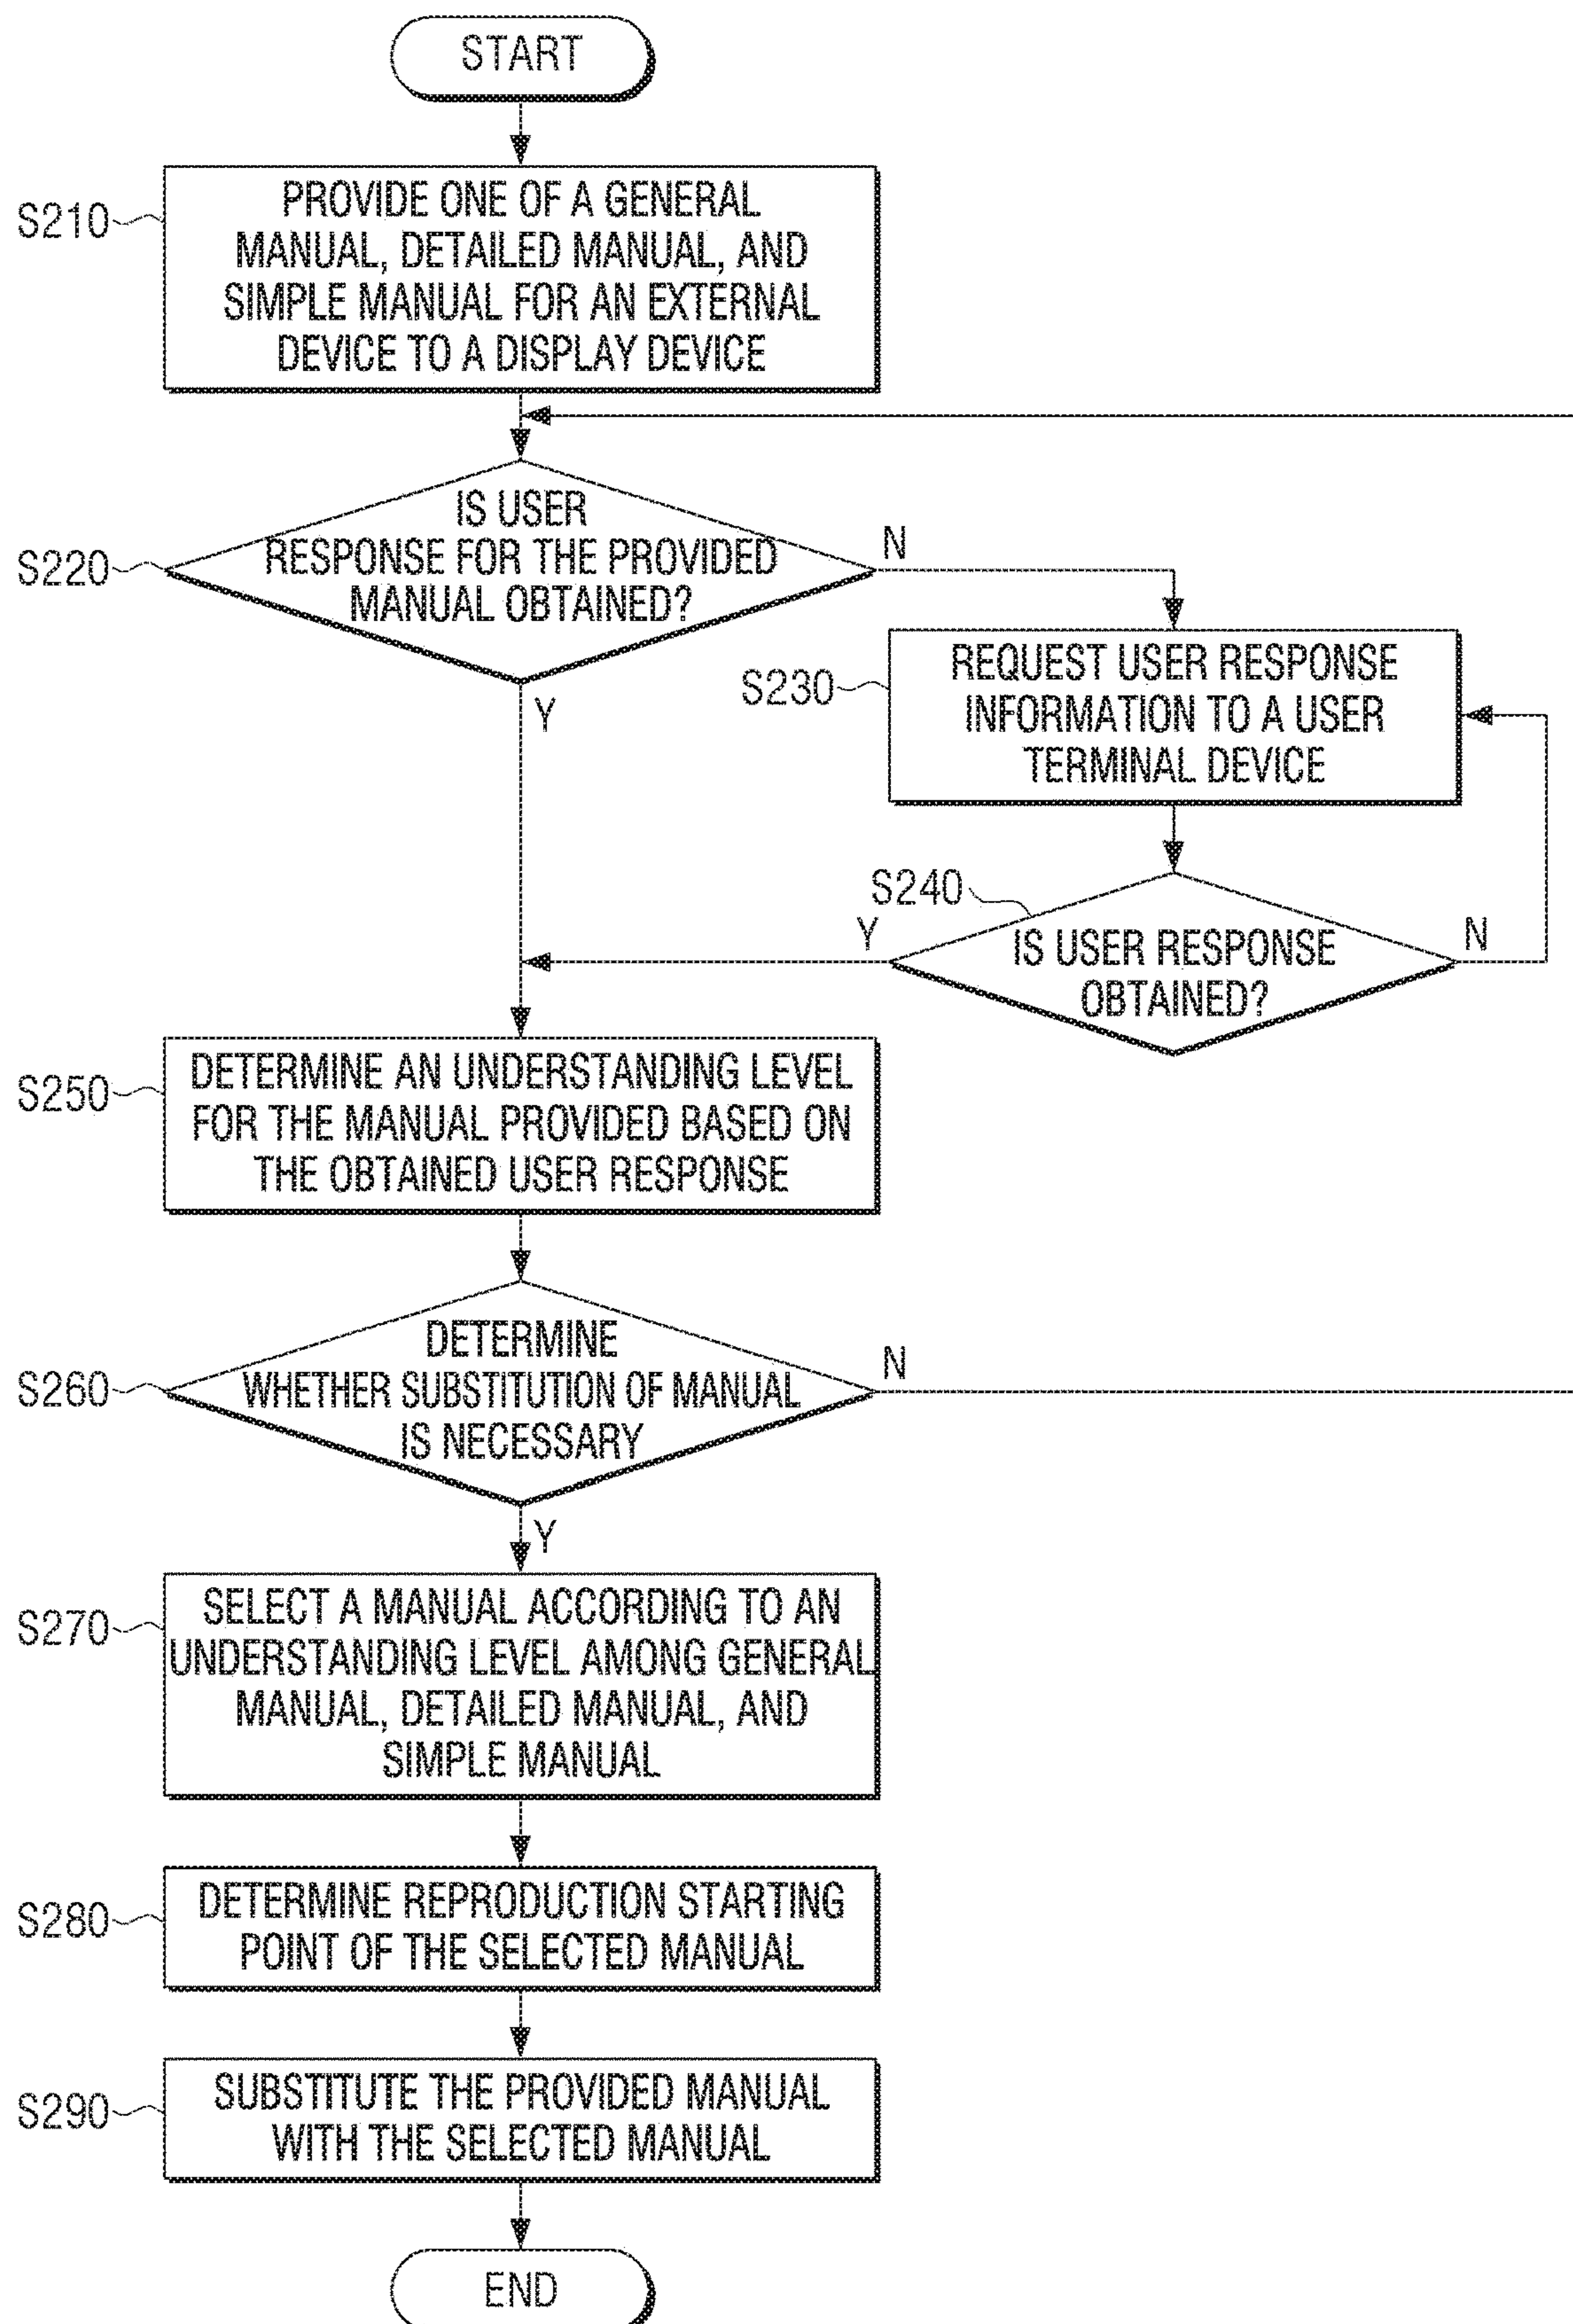 START
S210
PROVIDE ONE OF A GENERAL
MANUAL, DETAILED MANUAL, AND
SIMPLE MANUAL FOR AN EXTERNAL
DEVICE TO A DISPLAY DEVICE
S220
IS USER
RESPONSE FOR THE PROVIDED
MANUAL OBTAINED?
N
Y
S230
REQUEST USER RESPONSE
INFORMATION TO A USER
TERMINAL DEVICE
S240
Y
IS USER RESPONSE
OBTAINED?
N
S250
DETERMINE AN UNDERSTANDING LEVEL
FOR THE MANUAL PROVIDED BASED ON
THE OBTAINED USER RESPONSE
S260
DETERMINE
WHETHER SUBSTITUTION OF MANUAL
IS NECESSARY
N
Y
S270
SELECT A MANUAL ACCORDING TO AN
UNDERSTANDING LEVEL AMONG GENERAL
MANUAL, DETAILED MANUAL, AND
SIMPLE MANUAL
S280
DETERMINE REPRODUCTION STARTING
POINT OF THE SELECTED MANUAL
S290
SUBSTITUTE THE PROVIDED MANUAL
WITH THE SELECTED MANUAL
END